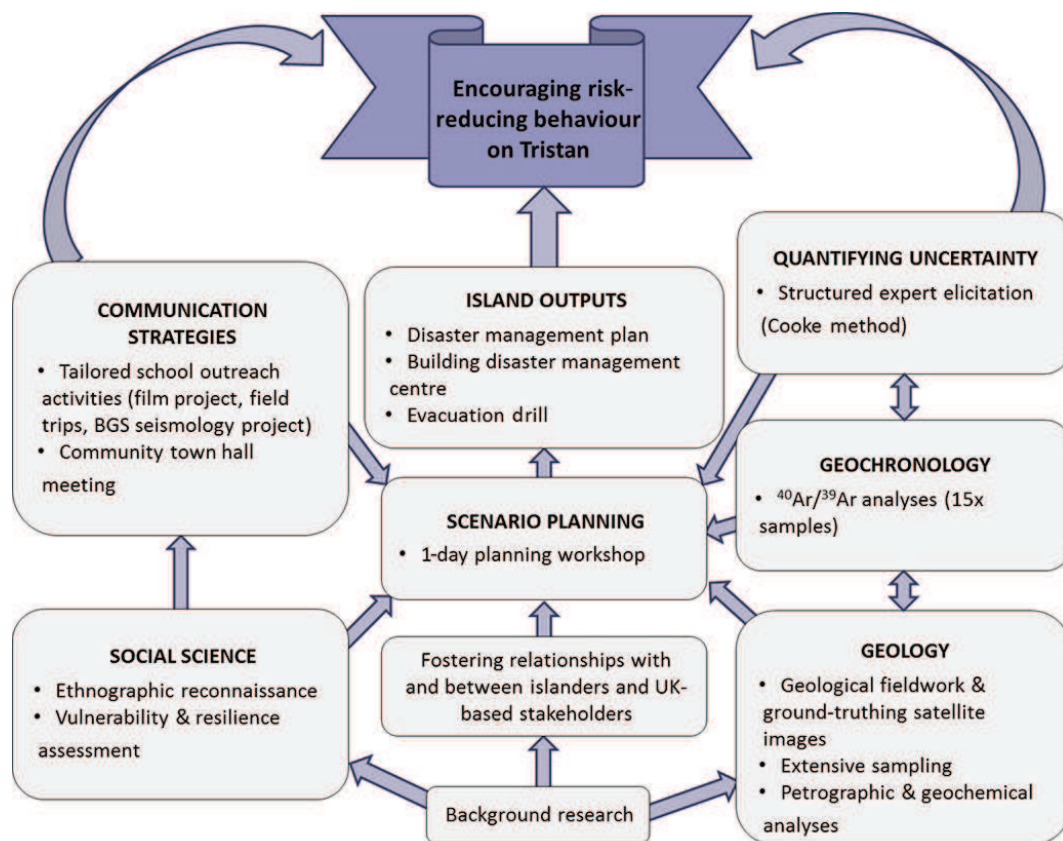 Encouraging risk-
reducing behaviour
on Tristan
COMMUNICATION
STRATEGIES
• Tailored school outreach
activities (film project, field
trips, BGS seismology project)
• Community town hall
meeting
ISLAND OUTPUTS
• Disaster management plan
• Building disaster management
centre
• Evacuation drill
QUANTIFYING UNCERTAINTY
• Structured expert elicitation
(Cooke method)
GEOCHRONOLOGY
• ⁴⁰Ar/³⁹Ar analyses (15x
samples)
SCENARIO PLANNING
• 1-day planning workshop
SOCIAL SCIENCE
• Ethnographic reconnaissance
• Vulnerability & resilience
assessment
Fostering relationships with
and between islanders and UK-
based stakeholders
GEOLOGY
• Geological fieldwork &
ground-truthing satellite
images
• Extensive sampling
• Petrographic & geochemical
analyses
Background research